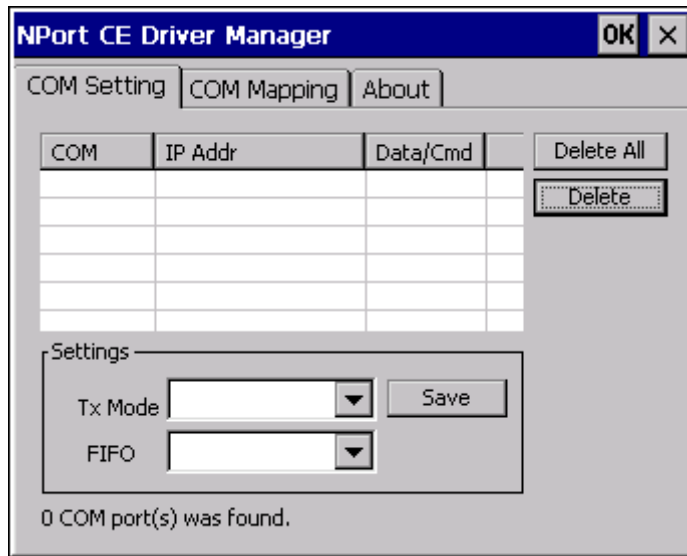 NPort CE Driver Manager OK ×
COM Setting COM Mapping About
COM IP Addr Data/Cmd Delete All
Delete
Settings
Tx Mode Save
FIFO
0 COM port(s) was found.